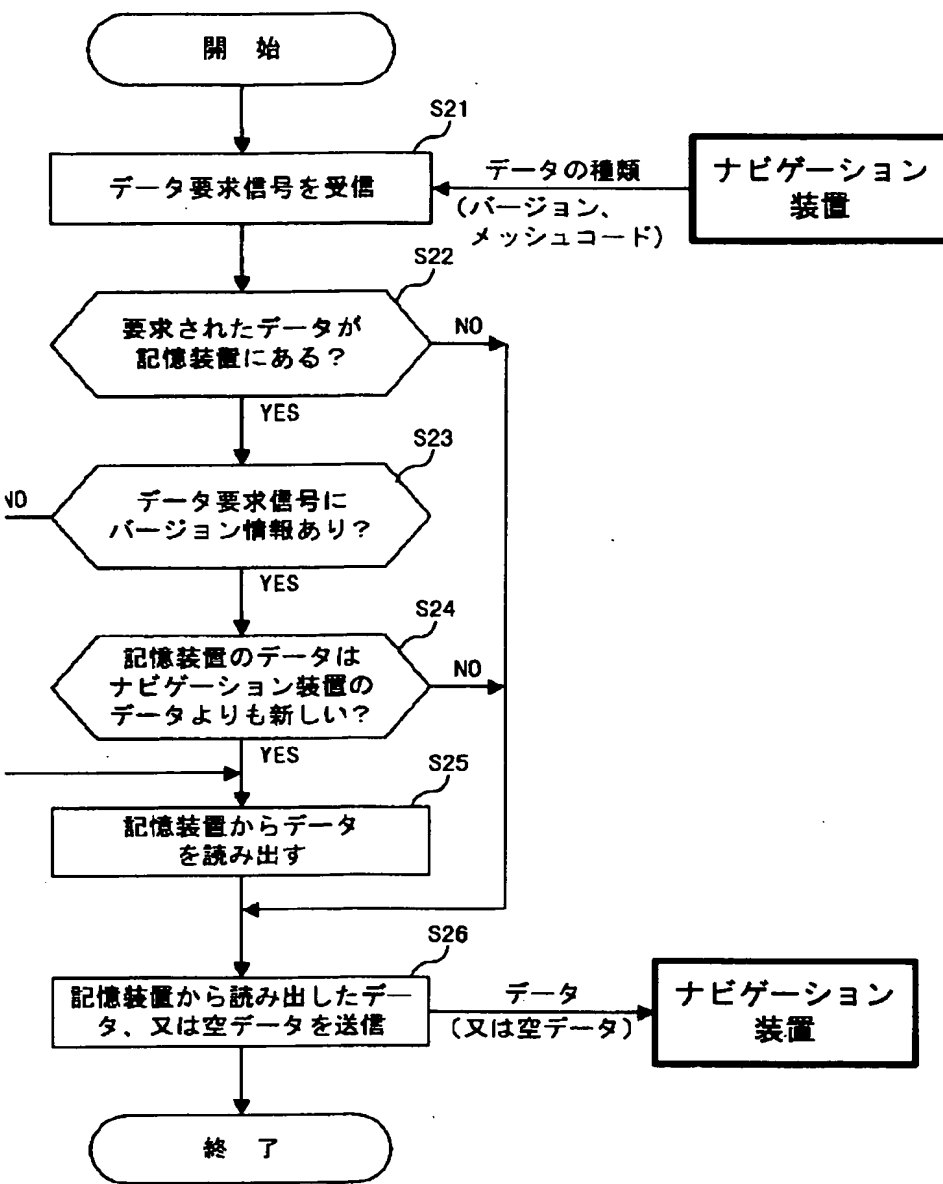 開 始
S21
データ要求信号を受信
データの種類
(バージョン、
メッシュコード)
ナビゲーション
装置
S22
要求されたデータが
記憶装置にある?
NO
YES
S23
データ要求信号に
バージョン情報あり?
NO
YES
S24
記憶装置のデータは
ナビゲーション装置の
データよりも新しい?
NO
YES
S25
記憶装置からデータ
を読み出す
S26
記憶装置から読み出したデー
タ、又は空データを送信
データ
(又は空データ)
ナビゲーション
装置
終 了